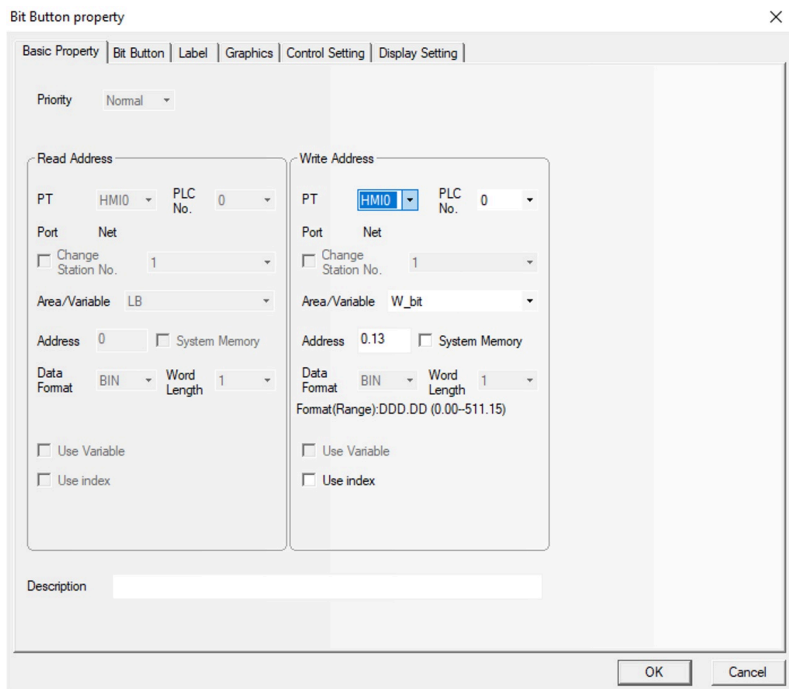 Bit Button property
Basic Property Bit Button Label Graphics Control Setting Display Setting
Priority Normal
Read Address
PT HMI0 PLC No. 0
Port Net
Change Station No. 1
Area/Variable LB
Address 0 System Memory
Data Format BIN Word Length 1
Use Variable
Use index
Write Address
PT HMI0 PLC No. 0
Port Net
Change Station No. 1
Area/Variable W_bit
Address 0.13 System Memory
Data Format BIN Word Length 1
Format(Range):DDD.DD (0.00--511.15)
Use Variable
Use index
Description
OK Cancel